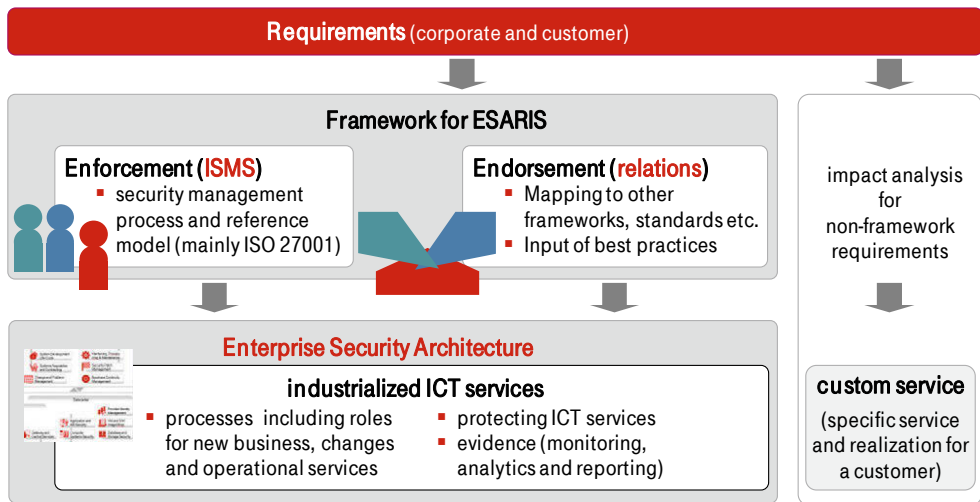 Requirements (corporate and customer)
Framework for ESARIS
Enforcement (ISMS)
▪ security management
process and reference
model (mainly ISO 27001)
Endorsement (relations)
▪ Mapping to other
frameworks, standards etc.
▪ Input of best practices
impact analysis
for
non-framework
requirements
Enterprise Security Architecture
industrialized ICT services
▪ processes including roles
for new business, changes
and operational services
▪ protecting ICT services
▪ evidence (monitoring,
analytics and reporting)
custom service
(specific service
and realization for
a customer)